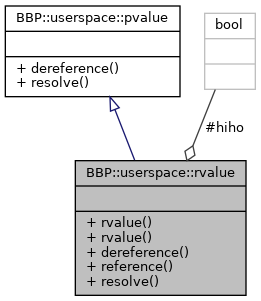 BBP::userspace::pvalue
+ dereference()
+ resolve()
bool
#hiho
BBP::userspace::rvalue
+ rvalue()
+ rvalue()
+ dereference()
+ reference()
+ resolve()